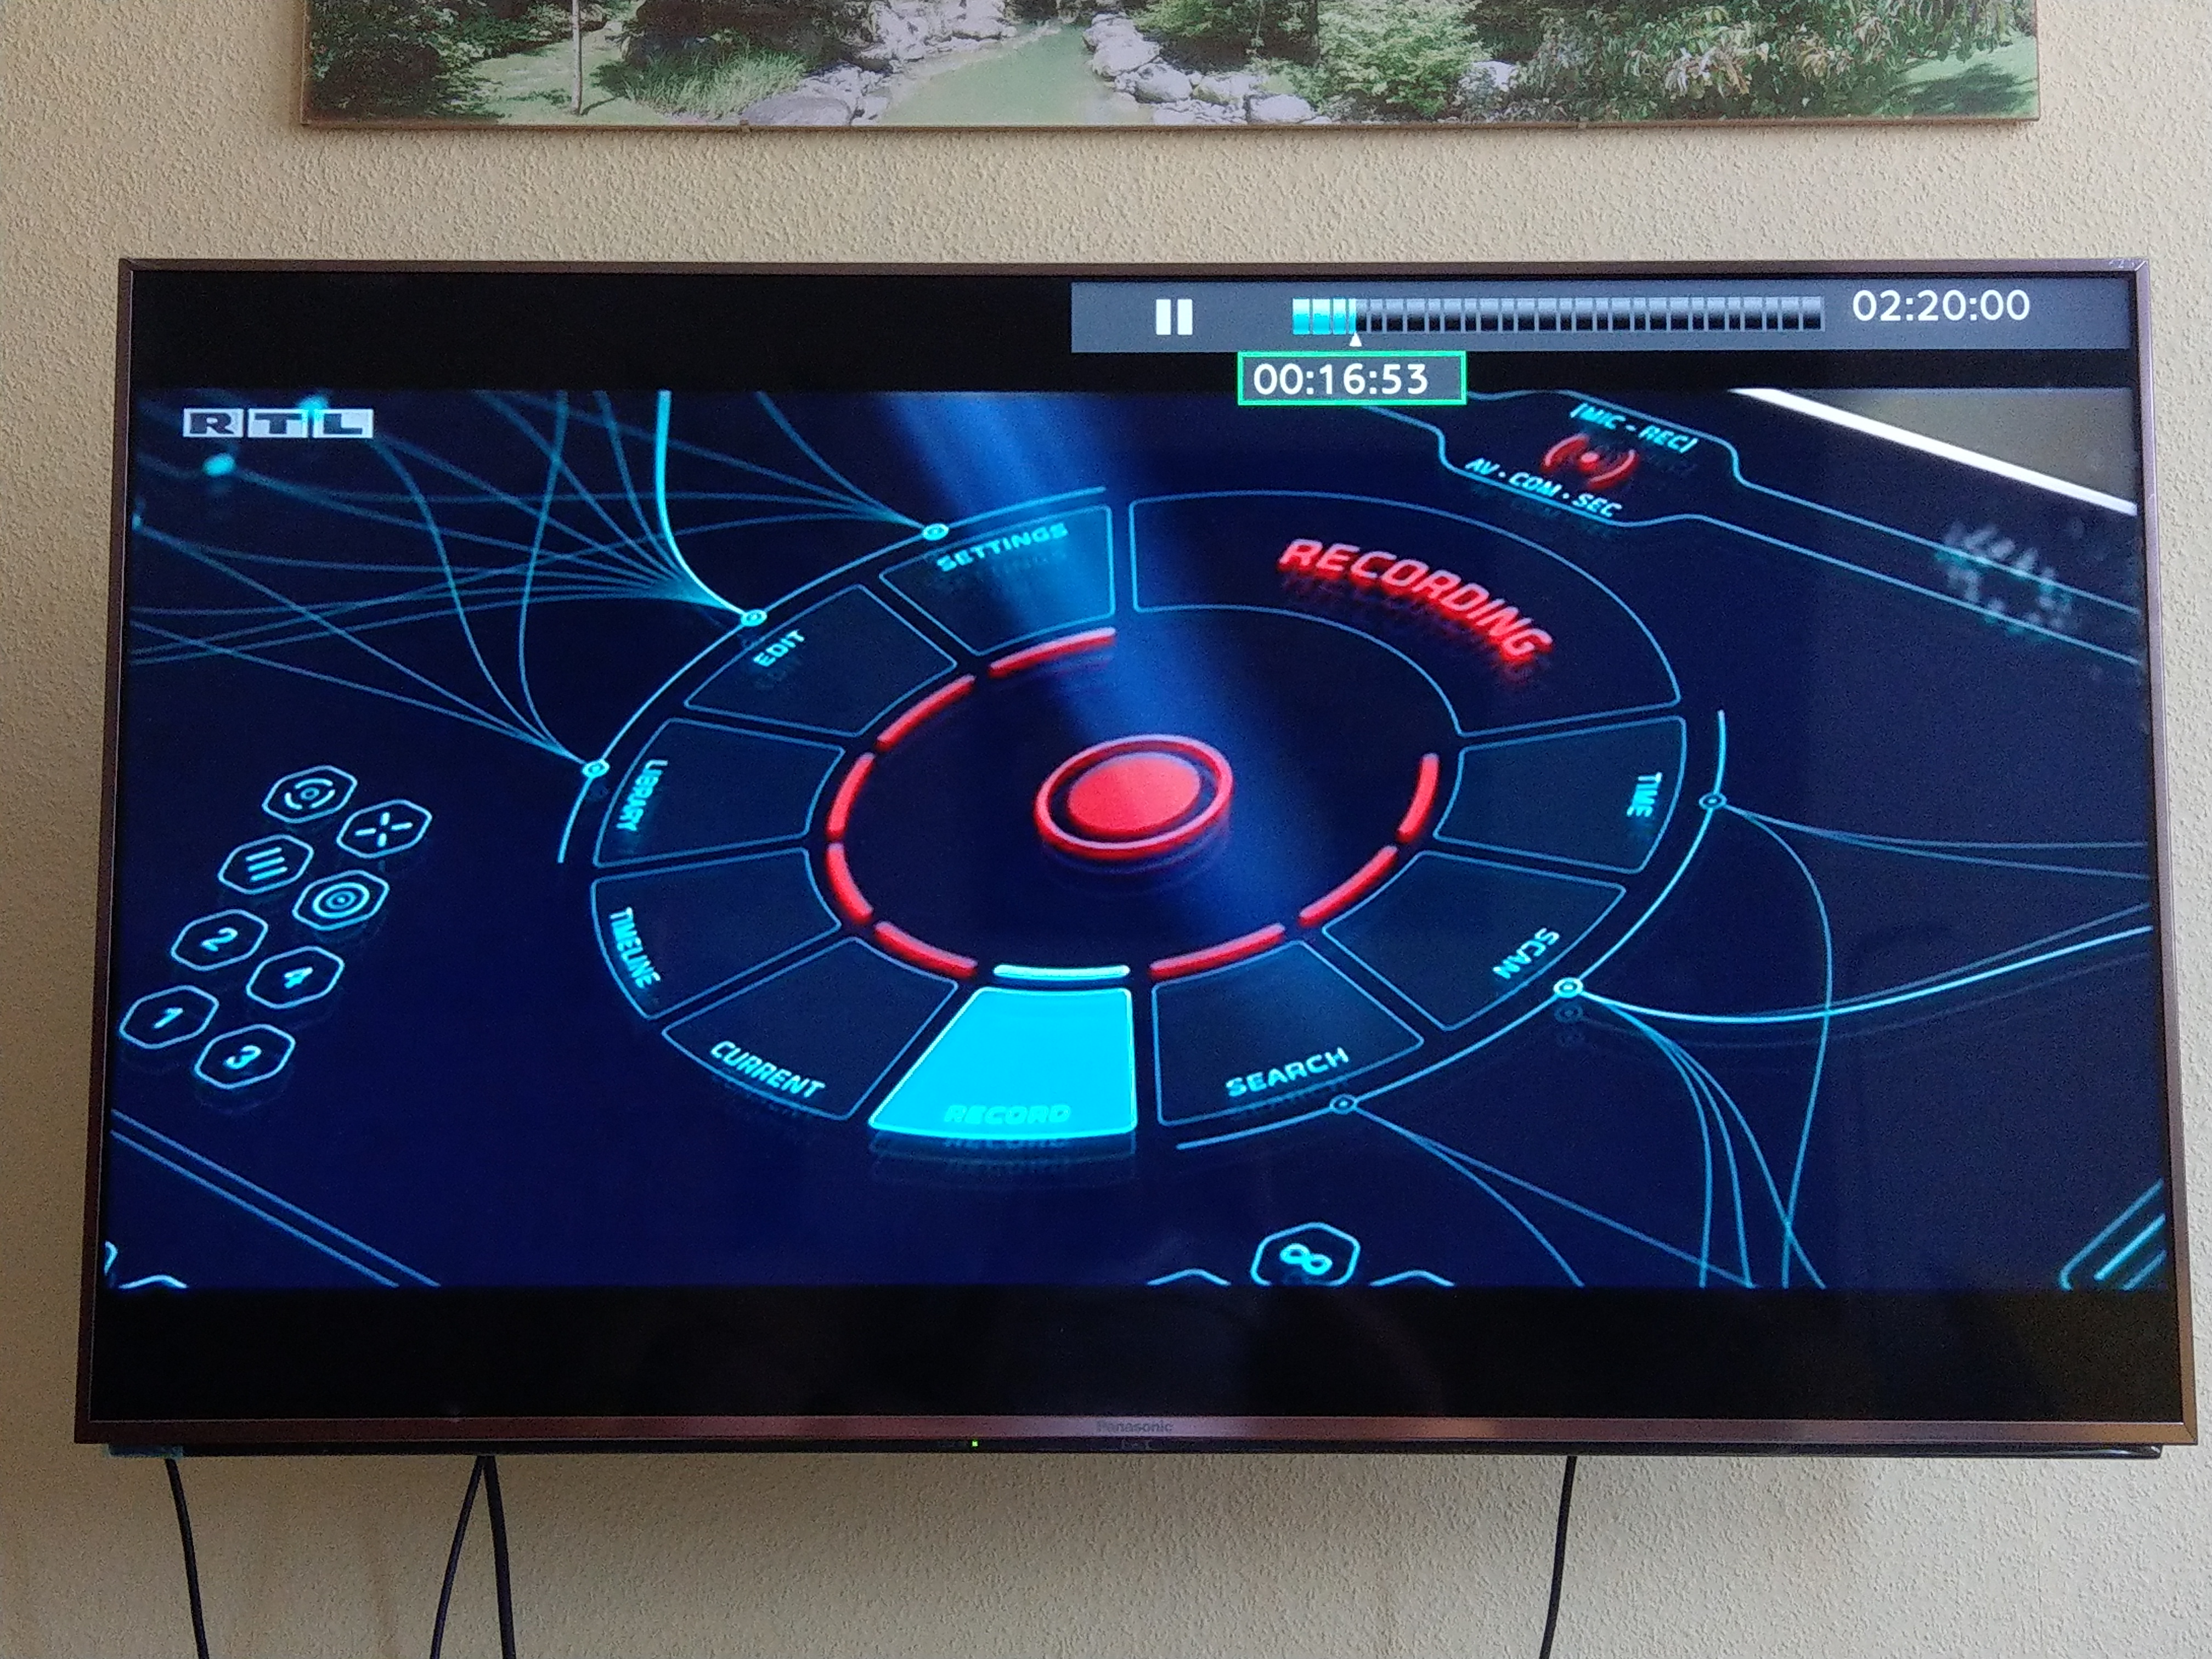 02:20:00
00:16:53
RTL
[MIC - REC]
AV · COM · SEC
SETTINGS
RECORDING
EDIT
LIBRARY
TIME
TIMELINE
SCAN
2
4
1
3
CURRENT
RECORD
SEARCH
∞
Panasonic